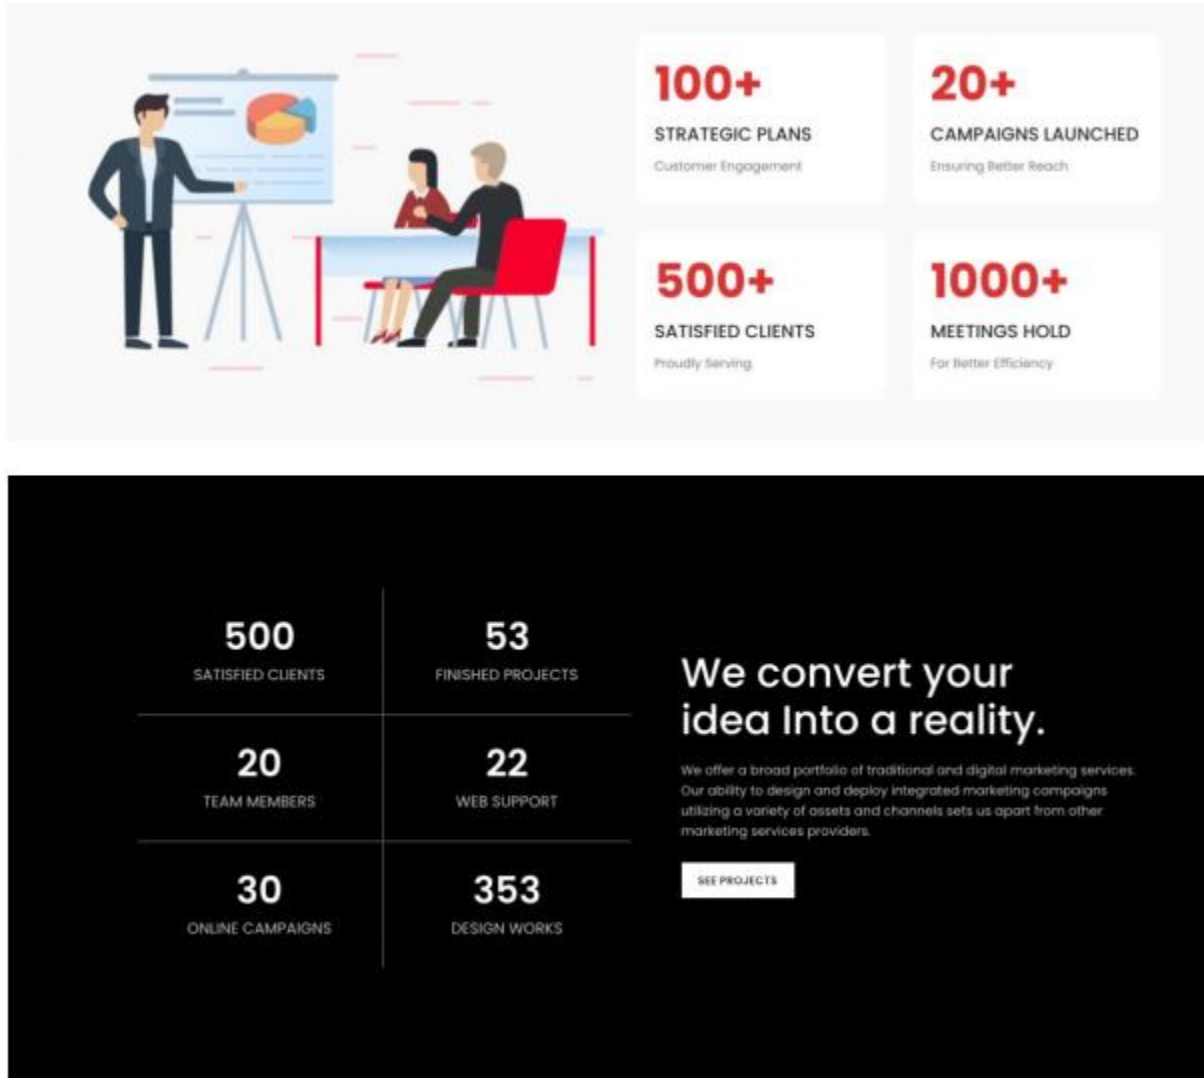 100+
STRATEGIC PLANS
Customer Engagement
20+
CAMPAIGNS LAUNCHED
Ensuring Better Reach
500+
SATISFIED CLIENTS
Proudly Serving
1000+
MEETINGS HOLD
For Better Efficiency
500
SATISFIED CLIENTS
53
FINISHED PROJECTS
20
TEAM MEMBERS
22
WEB SUPPORT
30
ONLINE CAMPAIGNS
353
DESIGN WORKS
We convert your
idea Into a reality.
We offer a broad portfolio of traditional and digital marketing services.
Our ability to design and deploy integrated marketing campaigns
utilizing a variety of assets and channels sets us apart from other
marketing services providers.
SEE PROJECTS